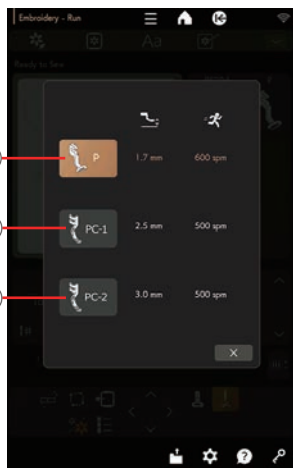 Embroidery - Run
Aa
Ready to Sew
P 1.7 mm 600 spm
PC-1 2.5 mm 500 spm
PC-2 3.0 mm 500 spm
X